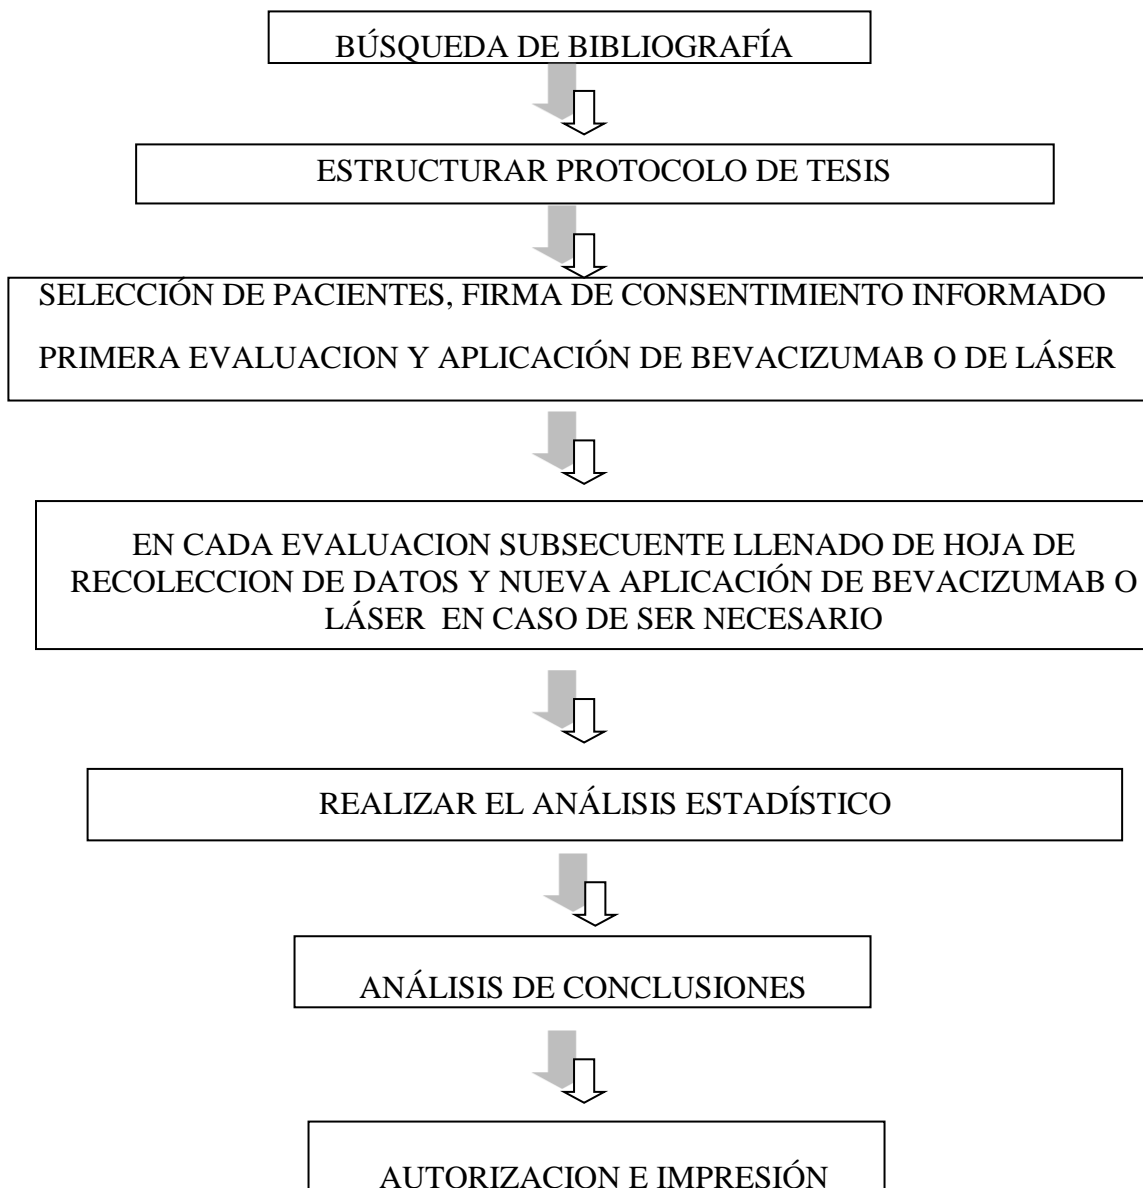 BÚSQUEDA DE BIBLIOGRAFÍA
ESTRUCTURAR PROTOCOLO DE TESIS
SELECCIÓN DE PACIENTES, FIRMA DE CONSENTIMIENTO INFORMADO
PRIMERA EVALUACION Y APLICACIÓN DE BEVACIZUMAB O DE LÁSER
EN CADA EVALUACION SUBSECUENTE LLENADO DE HOJA DE
RECOLECCION DE DATOS Y NUEVA APLICACIÓN DE BEVACIZUMAB O
LÁSER EN CASO DE SER NECESARIO
REALIZAR EL ANÁLISIS ESTADÍSTICO
ANÁLISIS DE CONCLUSIONES
AUTORIZACION E IMPRESIÓN